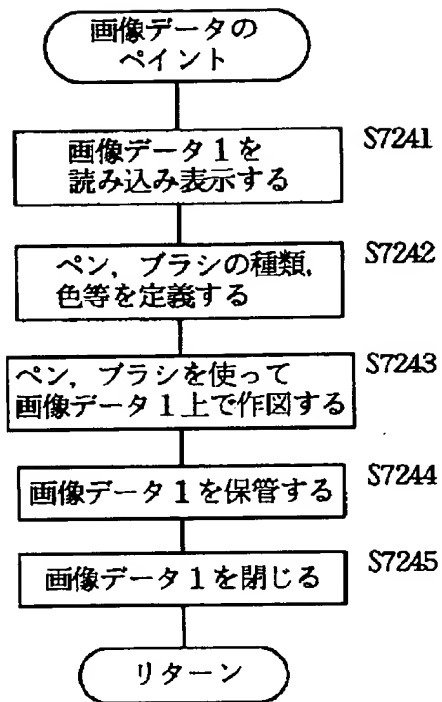 画像データの
ペイント
画像データ1を
読み込み表示する
S7241
ペン，ブラシの種類，
色等を定義する
S7242
ペン，ブラシを使って
画像データ1上で作図する
S7243
画像データ1を保管する
S7244
画像データ1を閉じる
S7245
リターン